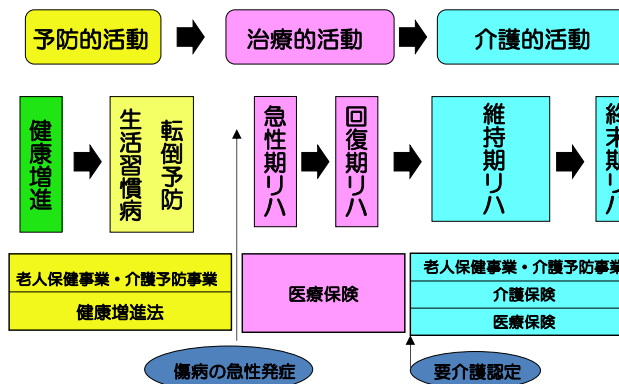 予防的活動
治療的活動
介護的活動
健康増進
転倒予防
生活習慣病
急性期リハ
回復期リハ
維持期リハ
終末期リハ
老人保健事業・介護予防事業
健康増進法
医療保険
老人保健事業・介護予防事業
介護保険
医療保険
傷病の急性発症
要介護認定